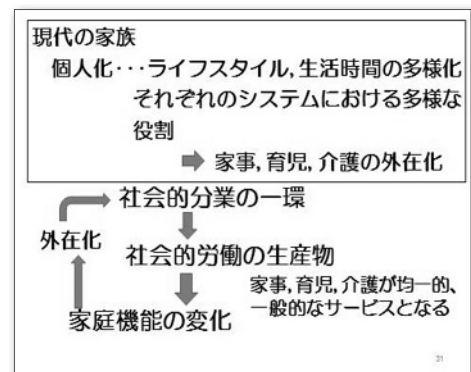 現代の家族
個人化･･･ライフスタイル,生活時間の多様化
それぞれのシステムにおける多様な
役割
家事,育児,介護の外在化
社会的分業の一環
外在化
社会的労働の生産物
家事,育児,介護が均一的、
一般的なサービスとなる
家庭機能の変化
31